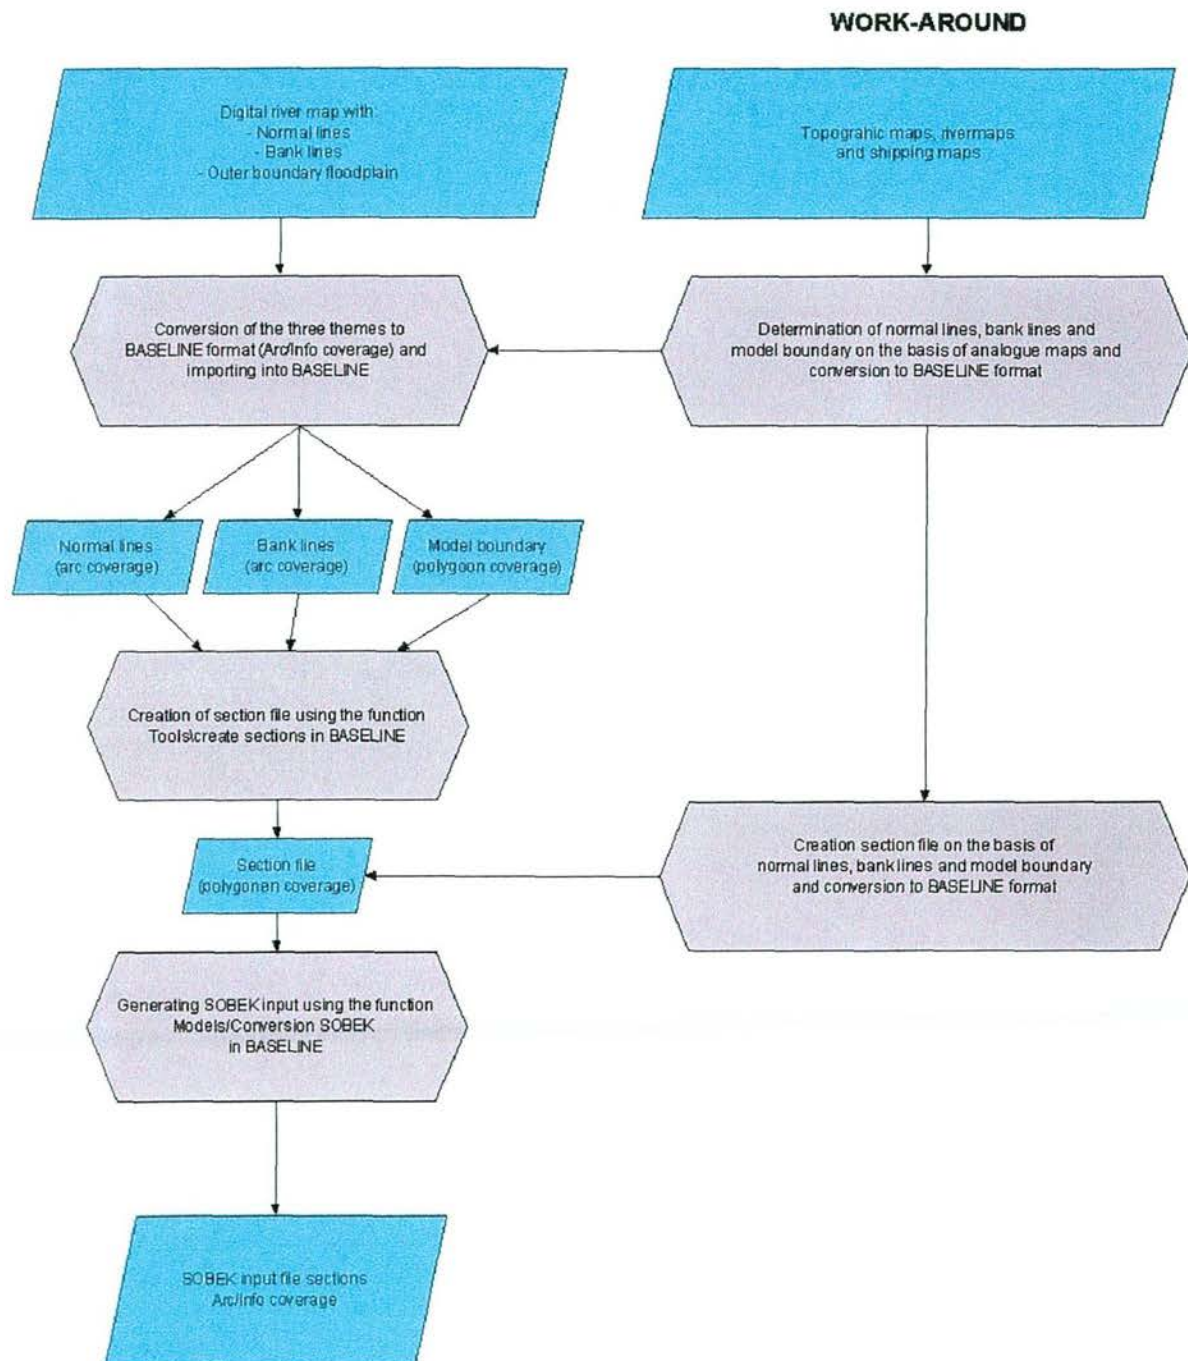 WORK-AROUND
Digital river map with:
- Normal lines
- Bank lines
- Outer boundary floodplain
Topograhic maps, rivermaps
and shipping maps
Conversion of the three themes to
BASELINE format (Arc/Info coverage) and
importing into BASELINE
Determination of normal lines, bank lines and
model boundary on the basis of analogue maps and
conversion to BASELINE format
Normal lines
(arc coverage)
Bank lines
(arc coverage)
Model boundary
(polygoon coverage)
Creation of section file using the function
Tools\create sections in BASELINE
Section file
(polygonen coverage)
Creation section file on the basis of
normal lines, bank lines and model boundary
and conversion to BASELINE format
Generating SOBEK input using the function
Models/Conversion SOBEK
in BASELINE
SOBEK input file sections
Arc/Info coverage